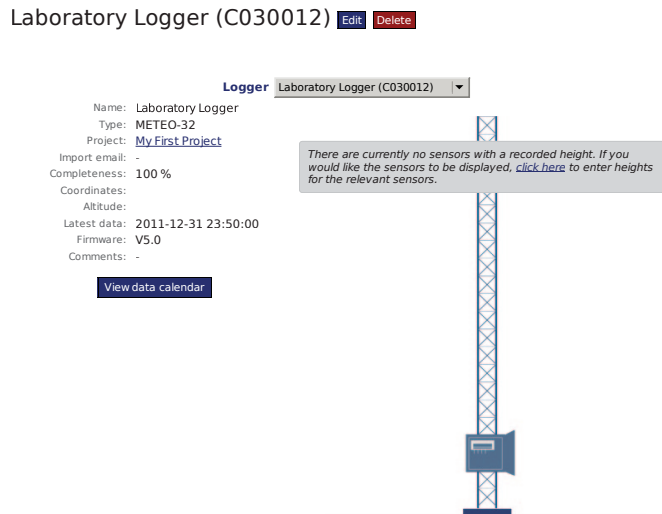 Laboratory Logger (C030012) Edit Delete
Logger Laboratory Logger (C030012)
Name: Laboratory Logger
Type: METEO-32
Project: My First Project
Import email: -
Completeness: 100 %
Coordinates:
Altitude:
Latest data: 2011-12-31 23:50:00
Firmware: V5.0
Comments: -
View data calendar
There are currently no sensors with a recorded height. If you
would like the sensors to be displayed, click here to enter heights
for the relevant sensors.